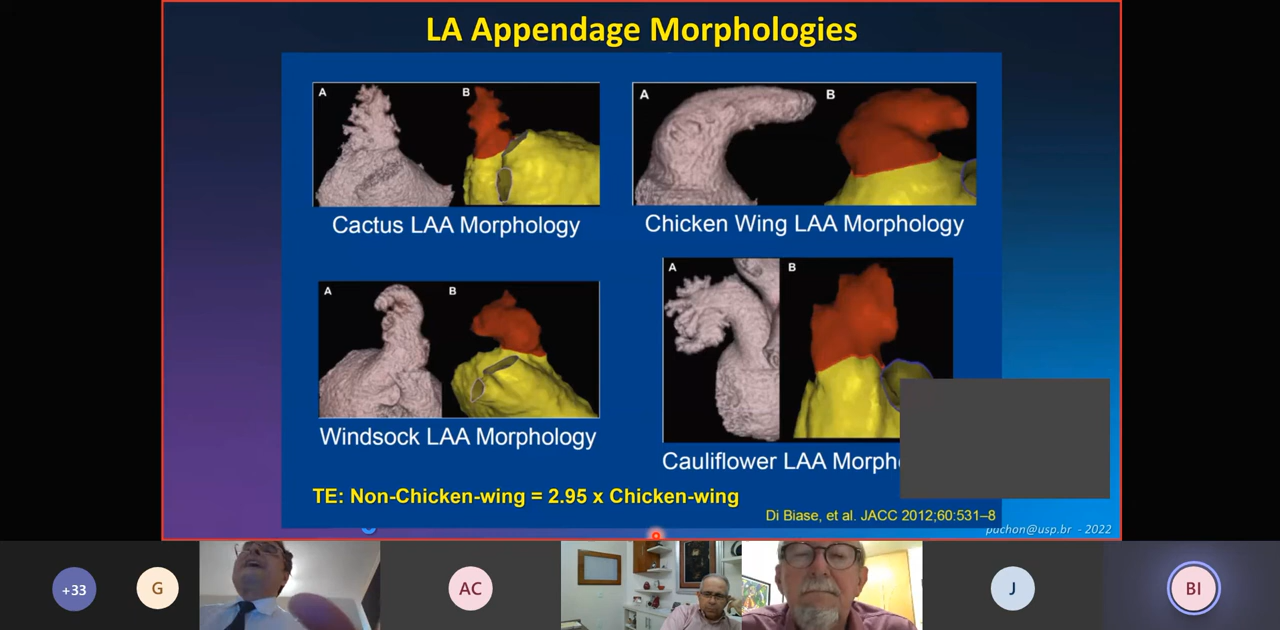 LA Appendage Morphologies
A
B
A
B
Cactus LAA Morphology
Chicken Wing LAA Morphology
A
B
A
B
Windsock LAA Morphology
Cauliflower LAA Morph
TE: Non-Chicken-wing = 2.95 x Chicken-wing
Di Biase, et al. JACC 2012;60:531–8
pachon@usp.br - 2022
+33
G
AC
J
BI